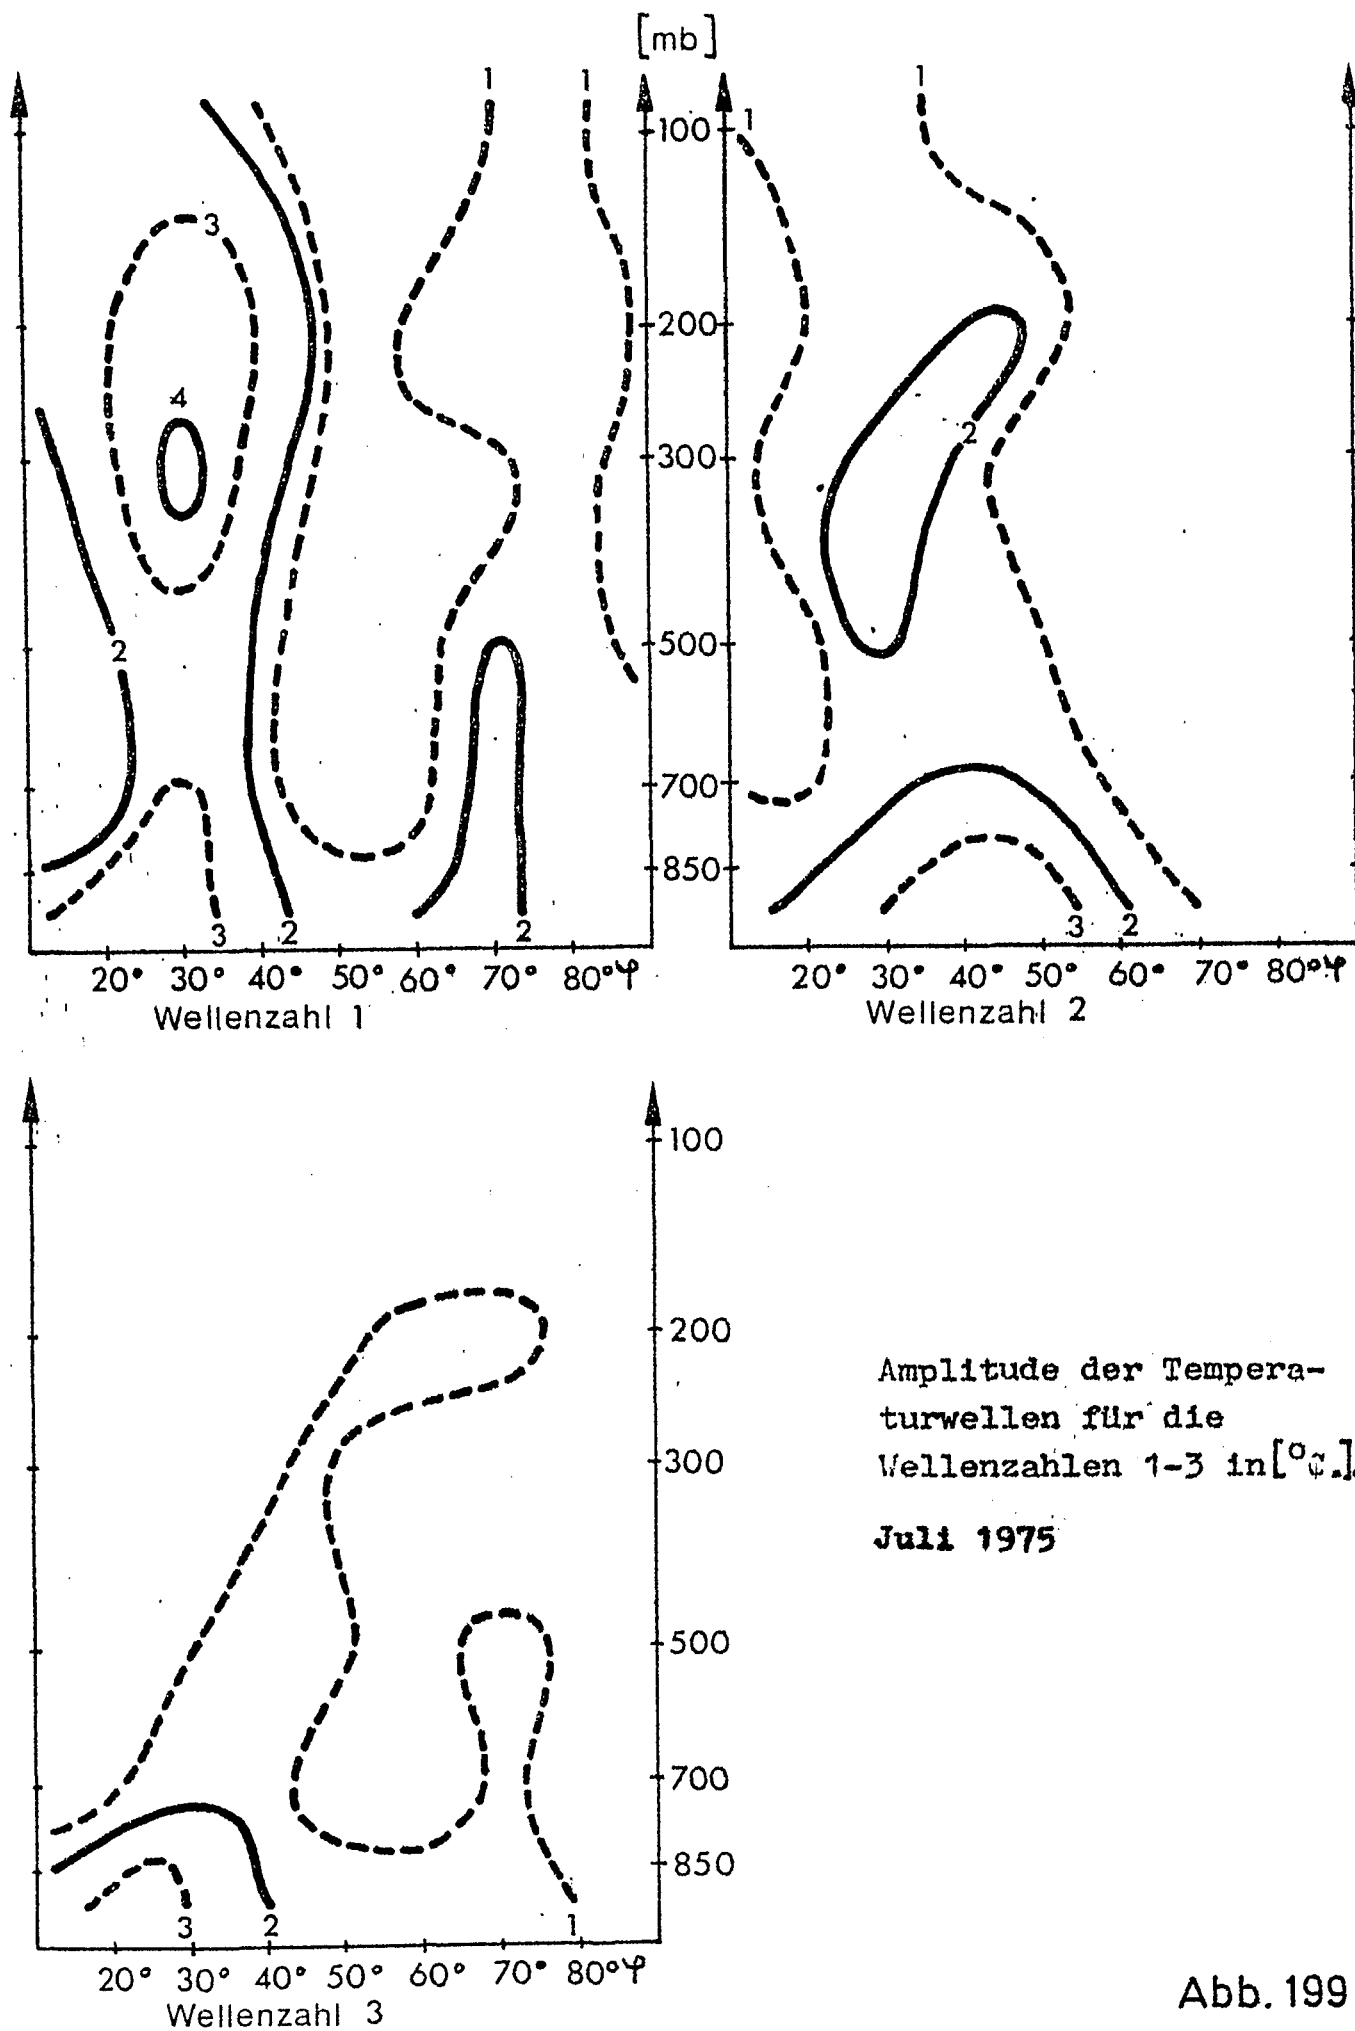 [mb]
1 1 1
100 1
3
200
4
300
2
500
2
700
850
3 2 2 3 2
20° 30° 40° 50° 60° 70° 80° φ 20° 30° 40° 50° 60° 70° 80° φ
Wellenzahl 1 Wellenzahl 2
100
200
300
500
700
850
3 2 1
20° 30° 40° 50° 60° 70° 80° φ
Wellenzahl 3
Amplitude der Tempera-
turwellen für die
Wellenzahlen 1-3 in [°C.].
Juli 1975
Abb. 199